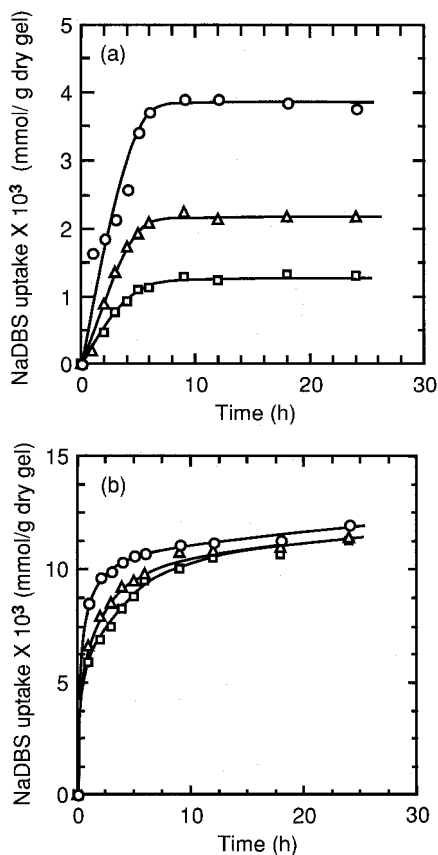 (a)
NaDBS uptake X 10³ (mmol/ g dry gel)
5
4
3
2
1
0
0 10 20 30
Time (h)
(b)
NaDBS uptake X 10³ (mmol/g dry gel)
15
10
5
0
0 10 20 30
Time (h)